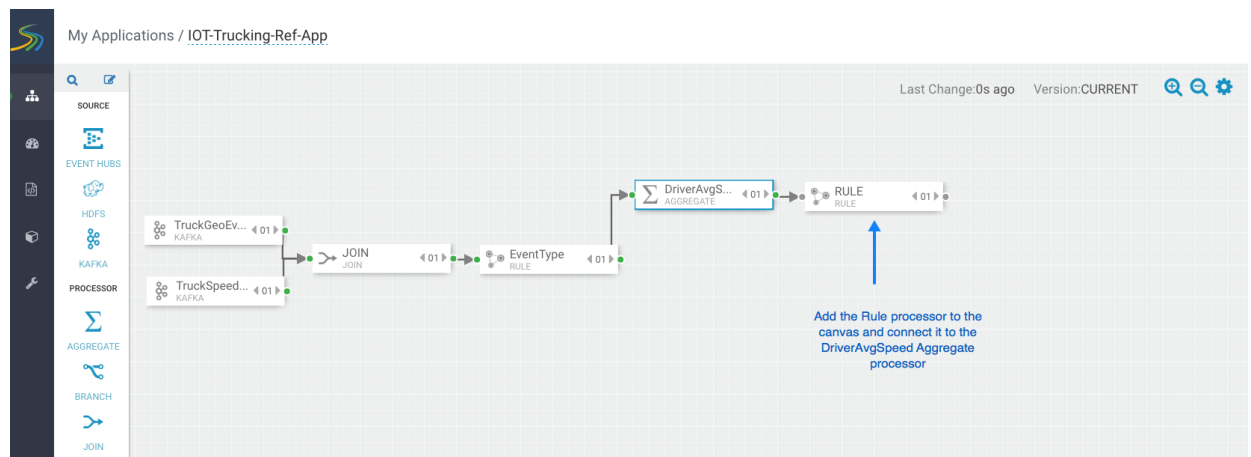 My Applications / IOT-Trucking-Ref-App
Last Change:0s ago Version:CURRENT
SOURCE
EVENT HUBS
HDFS
KAFKA
PROCESSOR
AGGREGATE
BRANCH
JOIN
TruckGeoEv... 01
KAFKA
TruckSpeed... 01
KAFKA
JOIN 01
JOIN
EventType 01
RULE
DriverAvgS... 01
AGGREGATE
RULE 01
RULE
Add the Rule processor to the
canvas and connect it to the
DriverAvgSpeed Aggregate
processor